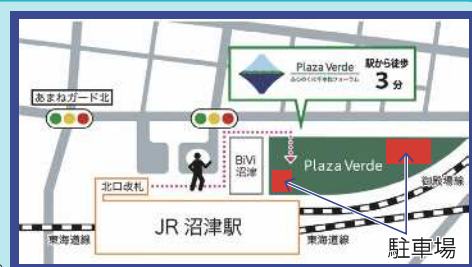 Plaza Verde
ふじのくに千本松フォーラム
駅から徒歩
3分
あまねガード北
BiVi
沼津
Plaza Verde
北口改札
御殿場線
JR 沼津駅
東海道線
東海道線
駐車場